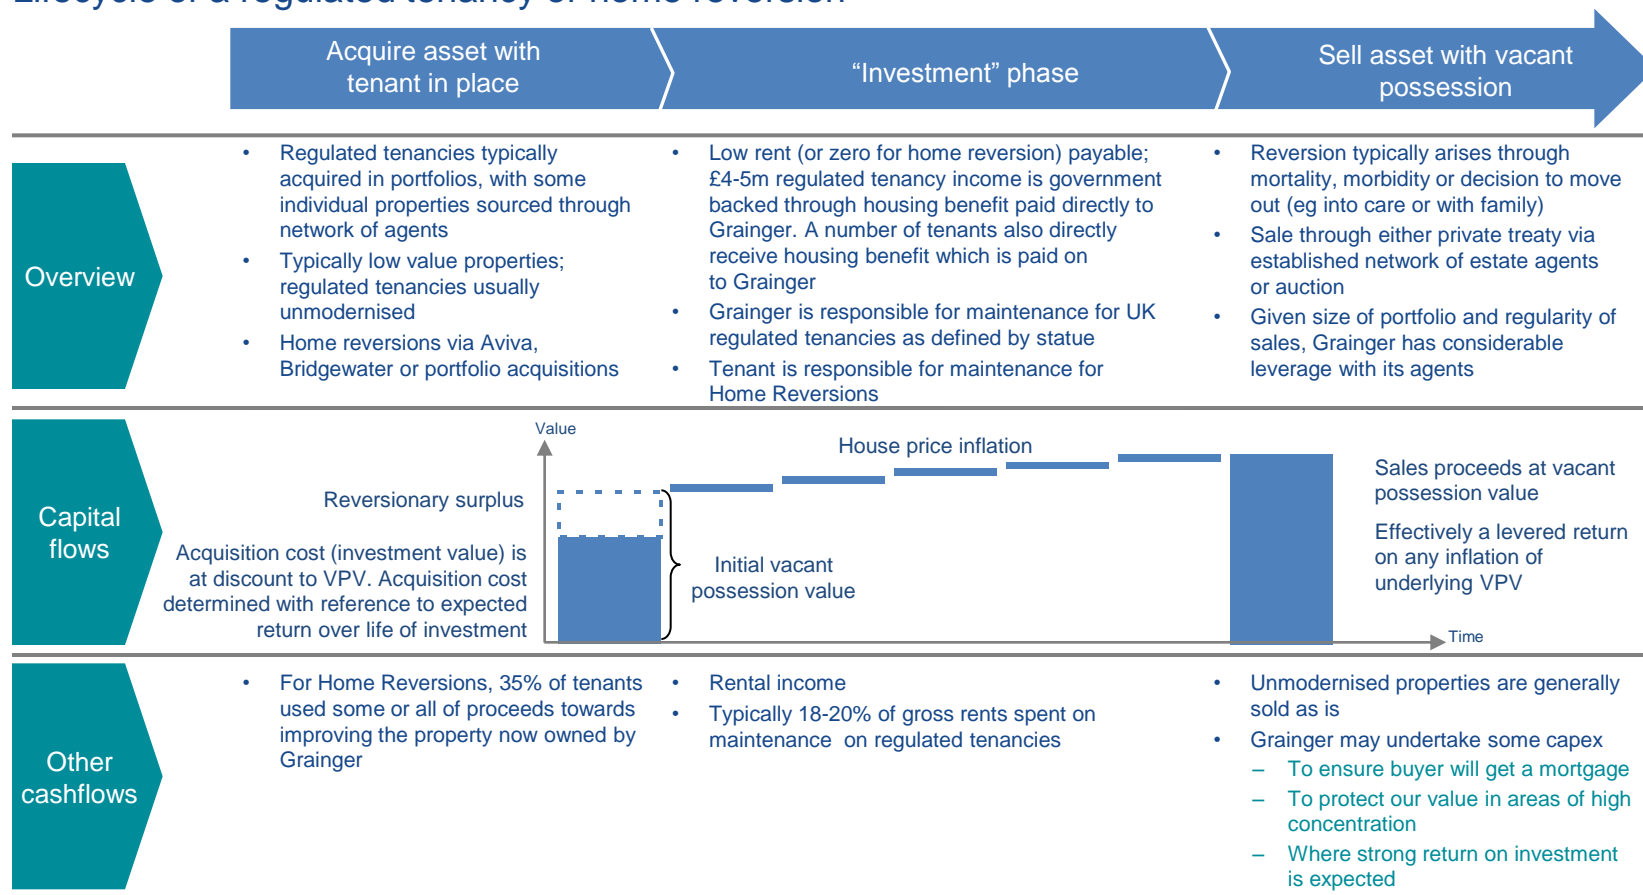 Lifecycle of a regulated tenancy or home reversion
Acquire asset with
tenant in place
“Investment” phase
Sell asset with vacant
possession
Overview
• Regulated tenancies typically
acquired in portfolios, with some
individual properties sourced through
network of agents
• Typically low value properties;
regulated tenancies usually
unmodernised
• Home reversions via Aviva,
Bridgewater or portfolio acquisitions
• Low rent (or zero for home reversion) payable;
£4-5m regulated tenancy income is government
backed through housing benefit paid directly to
Grainger. A number of tenants also directly
receive housing benefit which is paid on
to Grainger
• Grainger is responsible for maintenance for UK
regulated tenancies as defined by statue
• Tenant is responsible for maintenance for
Home Reversions
• Reversion typically arises through
mortality, morbidity or decision to move
out (eg into care or with family)
• Sale through either private treaty via
established network of estate agents
or auction
• Given size of portfolio and regularity of
sales, Grainger has considerable
leverage with its agents
Capital
flows
Value
House price inflation
Reversionary surplus
Acquisition cost (investment value) is
at discount to VPV. Acquisition cost
determined with reference to expected
return over life of investment
Initial vacant
possession value
Sales proceeds at vacant
possession value
Effectively a levered return
on any inflation of
underlying VPV
Time
Other
cashflows
• For Home Reversions, 35% of tenants
used some or all of proceeds towards
improving the property now owned by
Grainger
• Rental income
• Typically 18-20% of gross rents spent on
maintenance on regulated tenancies
• Unmodernised properties are generally
sold as is
• Grainger may undertake some capex
– To ensure buyer will get a mortgage
– To protect our value in areas of high
concentration
– Where strong return on investment
is expected